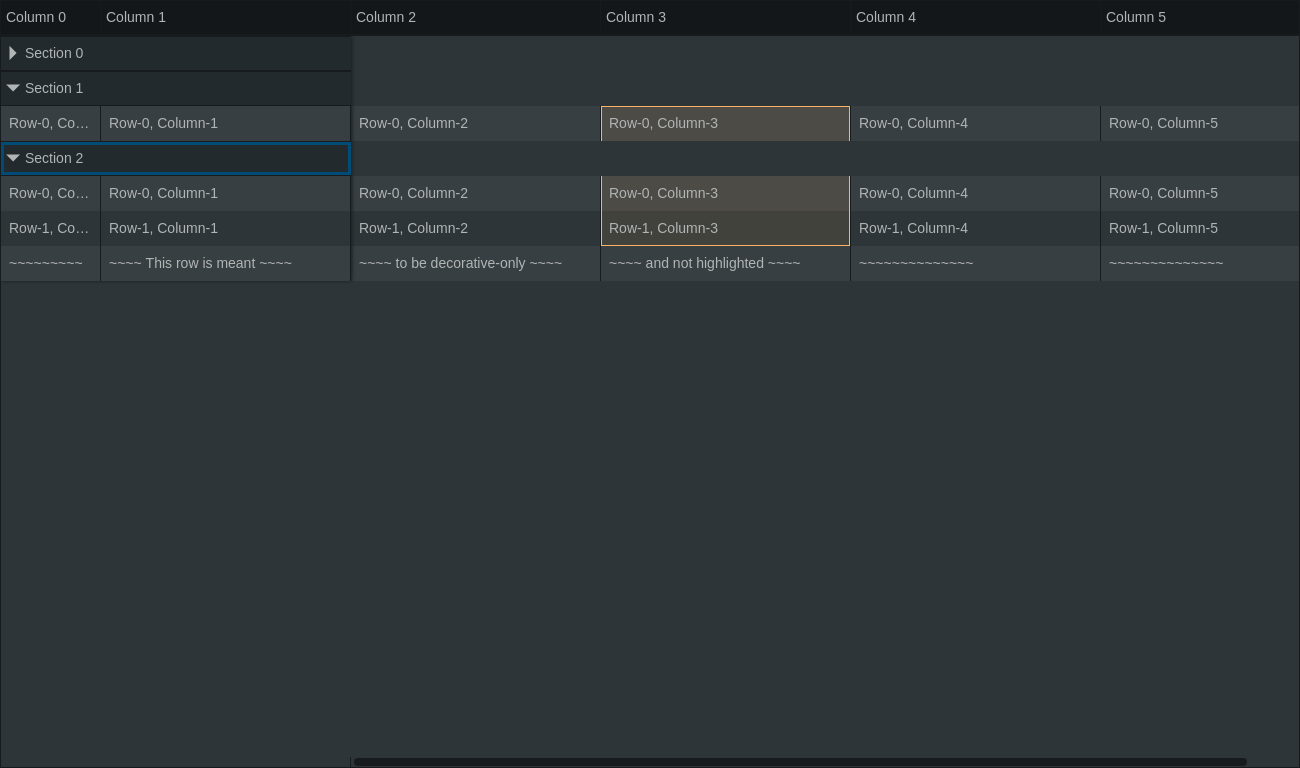 Column 0 Column 1 Column 2 Column 3 Column 4 Column 5
Section 0
Section 1
Row-0, Co… Row-0, Column-1 Row-0, Column-2 Row-0, Column-3 Row-0, Column-4 Row-0, Column-5
Section 2
Row-0, Co… Row-0, Column-1 Row-0, Column-2 Row-0, Column-3 Row-0, Column-4 Row-0, Column-5
Row-1, Co… Row-1, Column-1 Row-1, Column-2 Row-1, Column-3 Row-1, Column-4 Row-1, Column-5
~~~~~~~~~ ~~~~ This row is meant ~~~~ ~~~~ to be decorative-only ~~~~ ~~~~ and not highlighted ~~~~ ~~~~~~~~~~~~~~ ~~~~~~~~~~~~~~